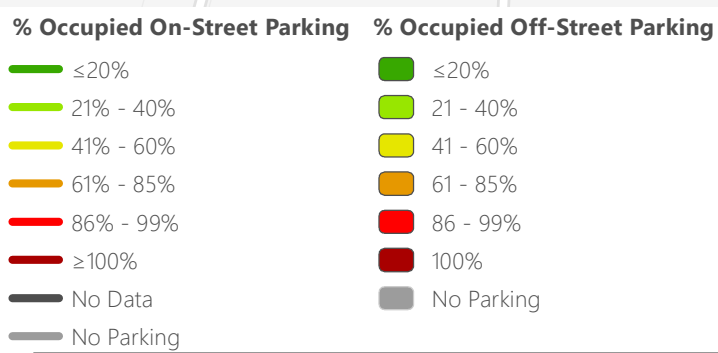 % Occupied On-Street Parking
≤20%
21% - 40%
41% - 60%
61% - 85%
86% - 99%
≥100%
No Data
No Parking
% Occupied Off-Street Parking
≤20%
21 - 40%
41 - 60%
61 - 85%
86 - 99%
100%
No Parking